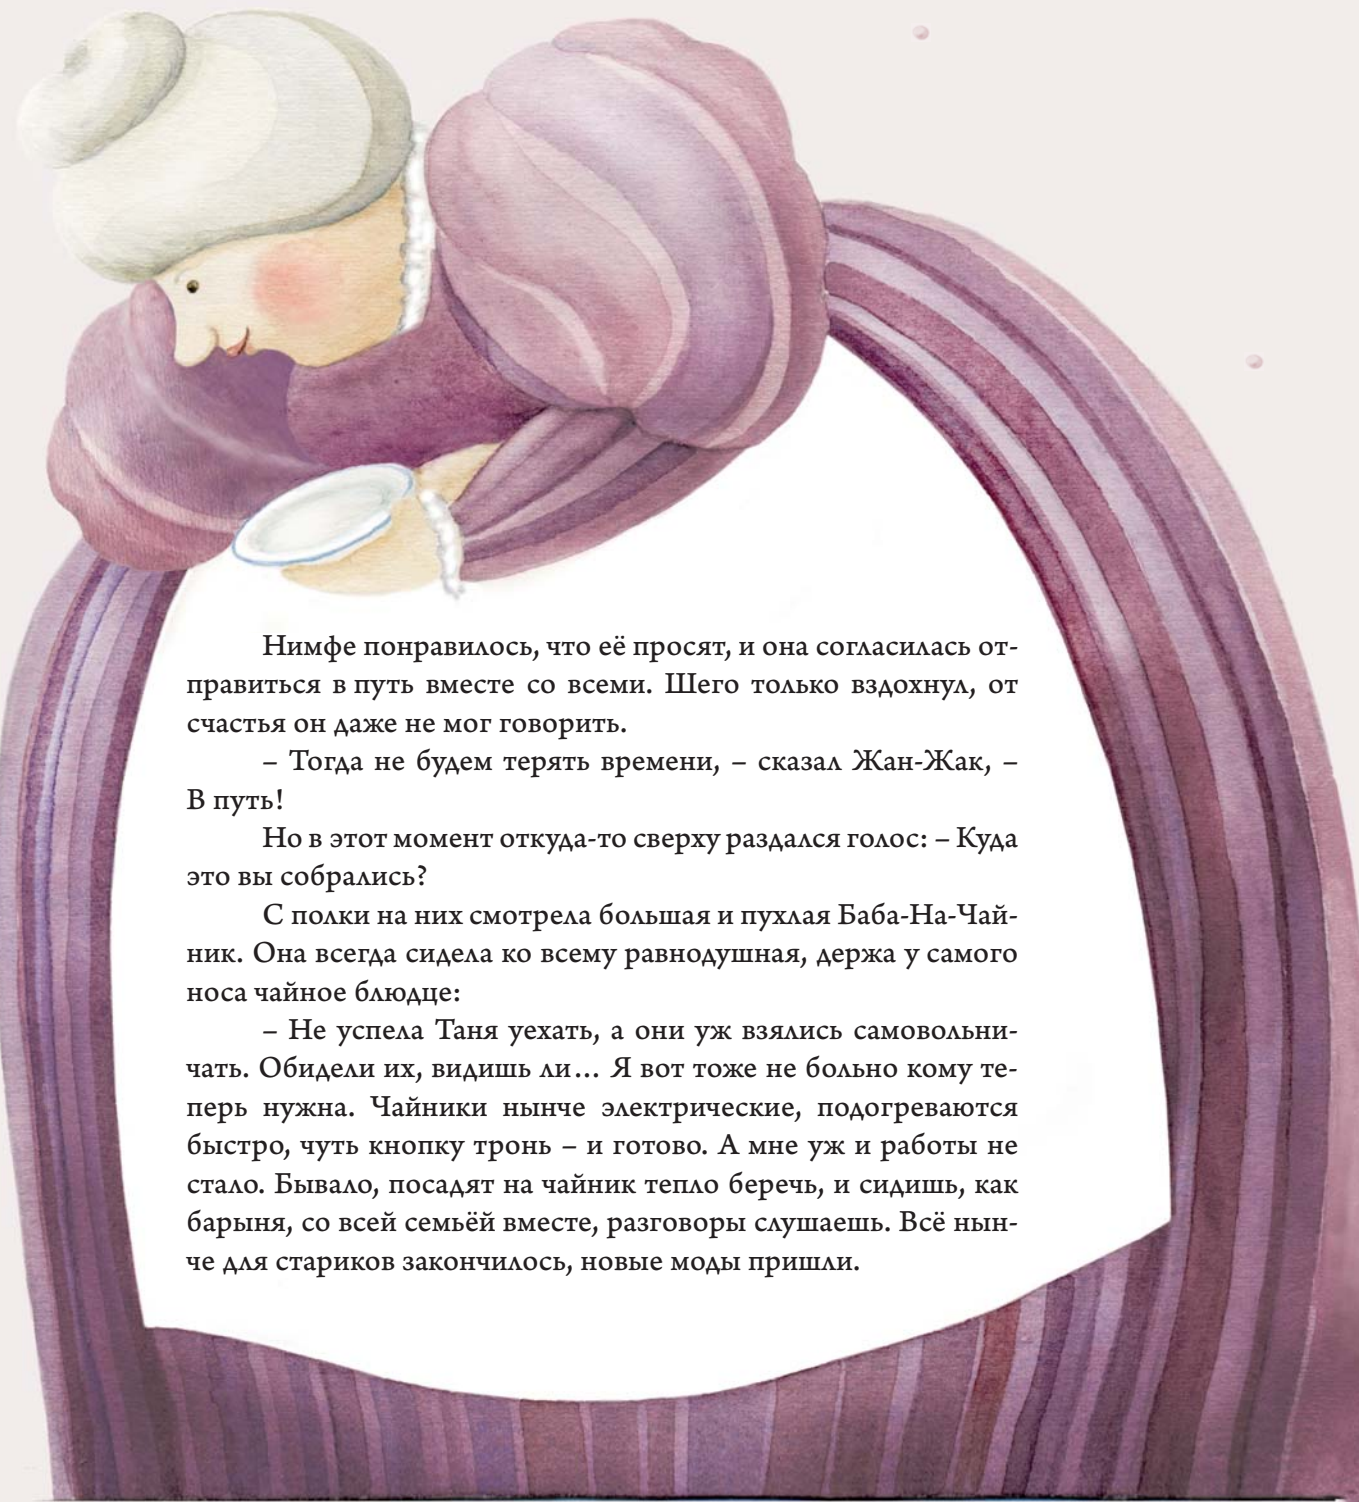 Нимфе понравилось, что её просят, и она согласилась от-
правиться в путь вместе со всеми. Шего только вздохнул, от
счастья он даже не мог говорить.
– Тогда не будем терять времени, – сказал Жан-Жак, –
В путь!
Но в этот момент откуда-то сверху раздался голос: – Куда
это вы собрались?
С полки на них смотрела большая и пухлая Баба-На-Чай-
ник. Она всегда сидела ко всему равнодушная, держа у самого
носа чайное блюдце:
– Не успела Таня уехать, а они уж взялись самовольни-
чать. Обидели их, видишь ли... Я вот тоже не больно кому те-
перь нужна. Чайники нынче электрические, подогреваются
быстро, чуть кнопку тронь – и готово. А мне уж и работы не
стало. Бывало, посадят на чайник тепло беречь, и сидишь, как
барыня, со всей семьёй вместе, разговоры слушаешь. Всё нын-
че для стариков закончилось, новые моды пришли.